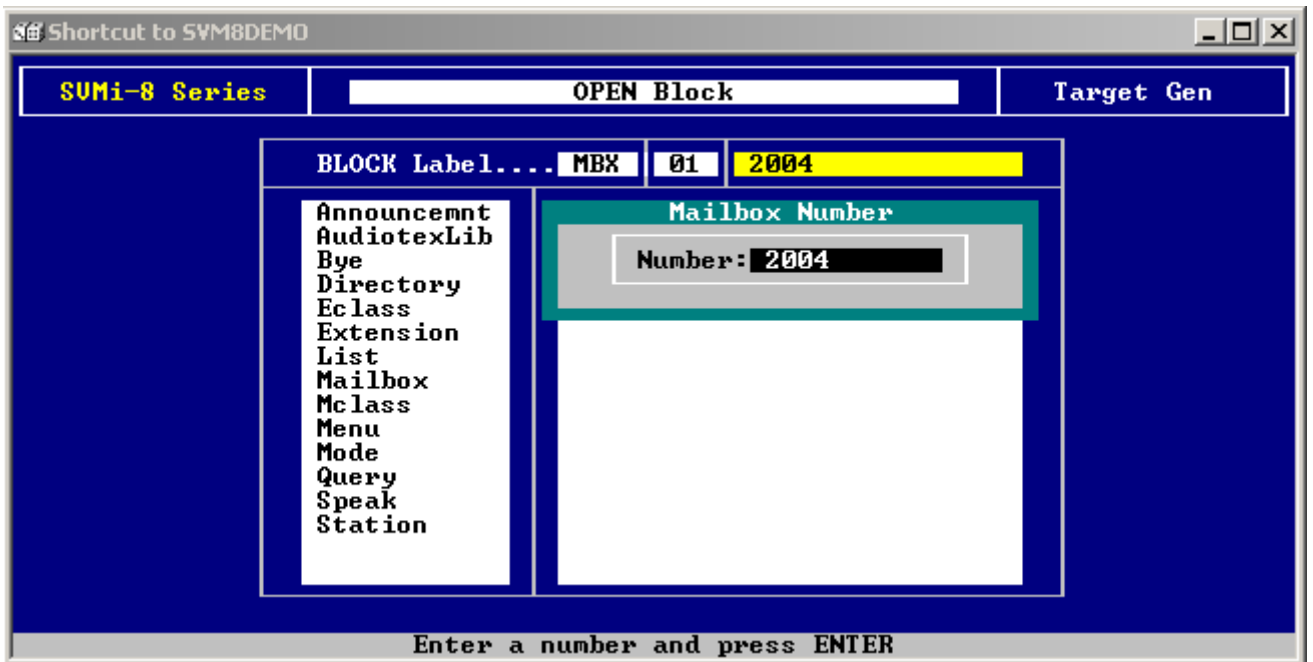 Shortcut to SVM8DEMO
SVMi-8 Series OPEN Block Target Gen
BLOCK Label.... MBX 01 2004
Announcemnt
AudiotexLib
Bye
Directory
Eclass
Extension
List
Mailbox
Mclass
Menu
Mode
Query
Speak
Station
Mailbox Number
Number: 2004
Enter a number and press ENTER